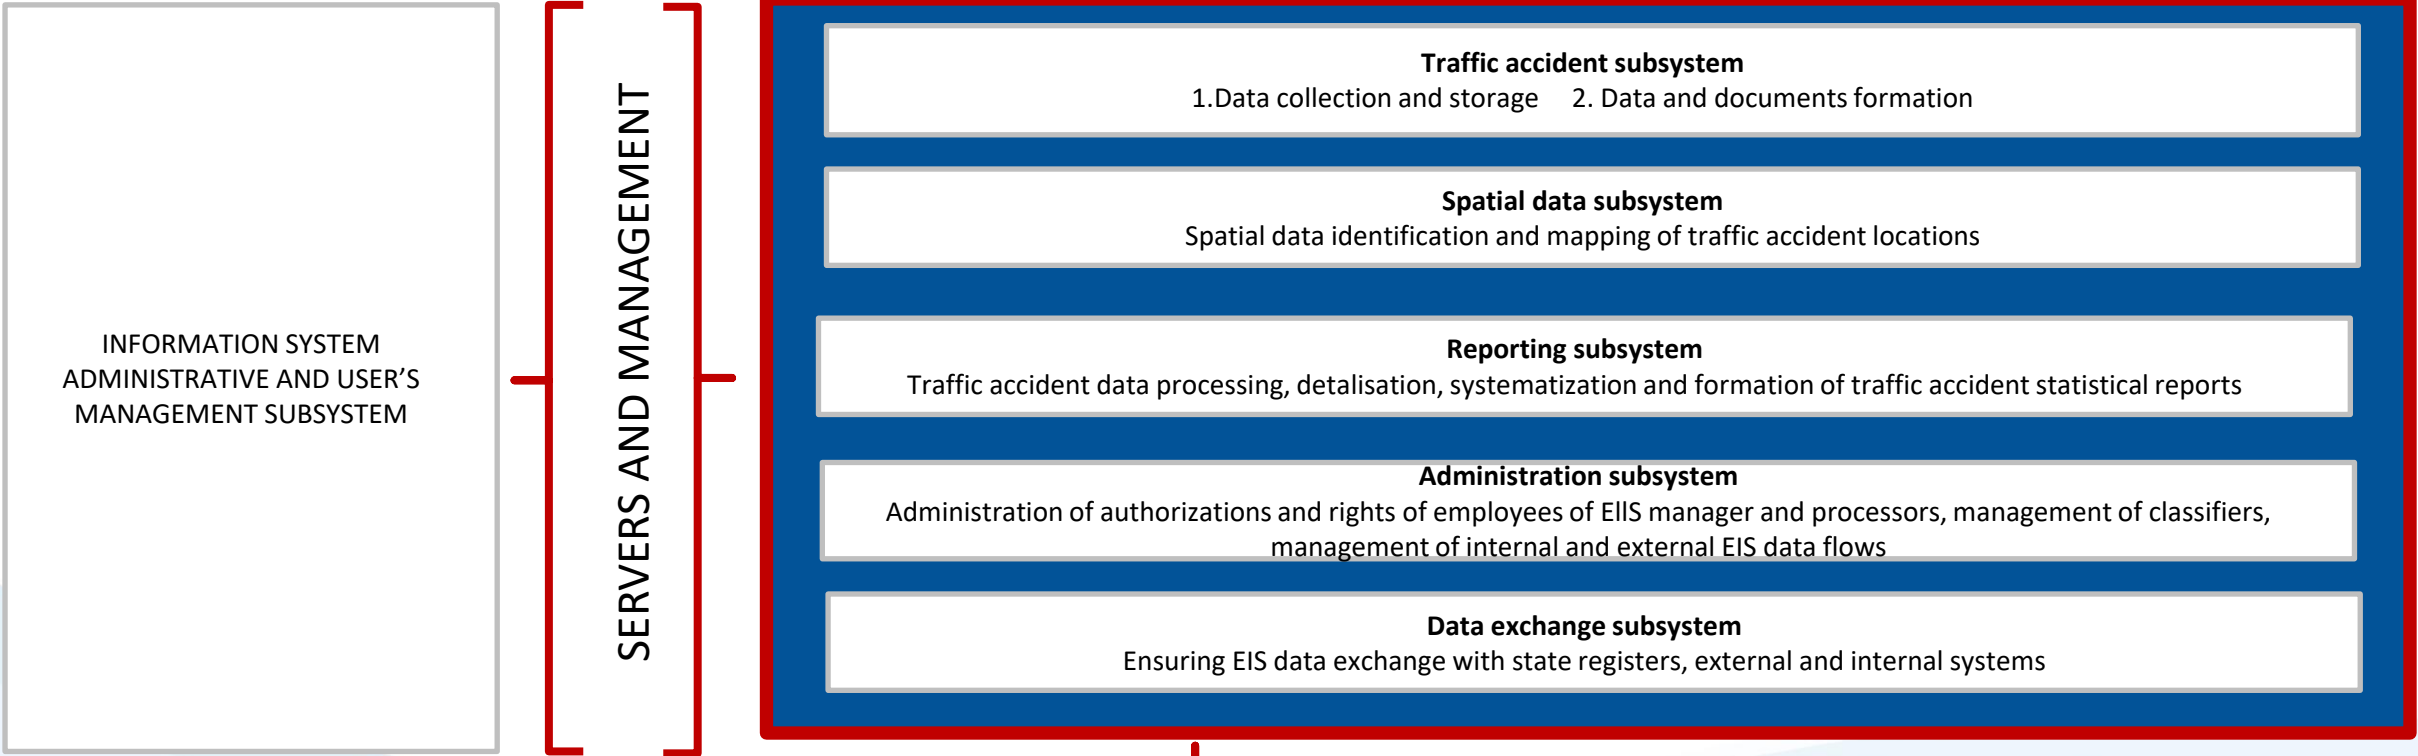 INFORMATION SYSTEM
ADMINISTRATIVE AND USER’S
MANAGEMENT SUBSYSTEM
SERVERS AND MANAGEMENT
Traffic accident subsystem
1.Data collection and storage 2. Data and documents formation
Spatial data subsystem
Spatial data identification and mapping of traffic accident locations
Reporting subsystem
Traffic accident data processing, detalisation, systematization and formation of traffic accident statistical reports
Administration subsystem
Administration of authorizations and rights of employees of EIIS manager and processors, management of classifiers,
management of internal and external EIS data flows
Data exchange subsystem
Ensuring EIS data exchange with state registers, external and internal systems